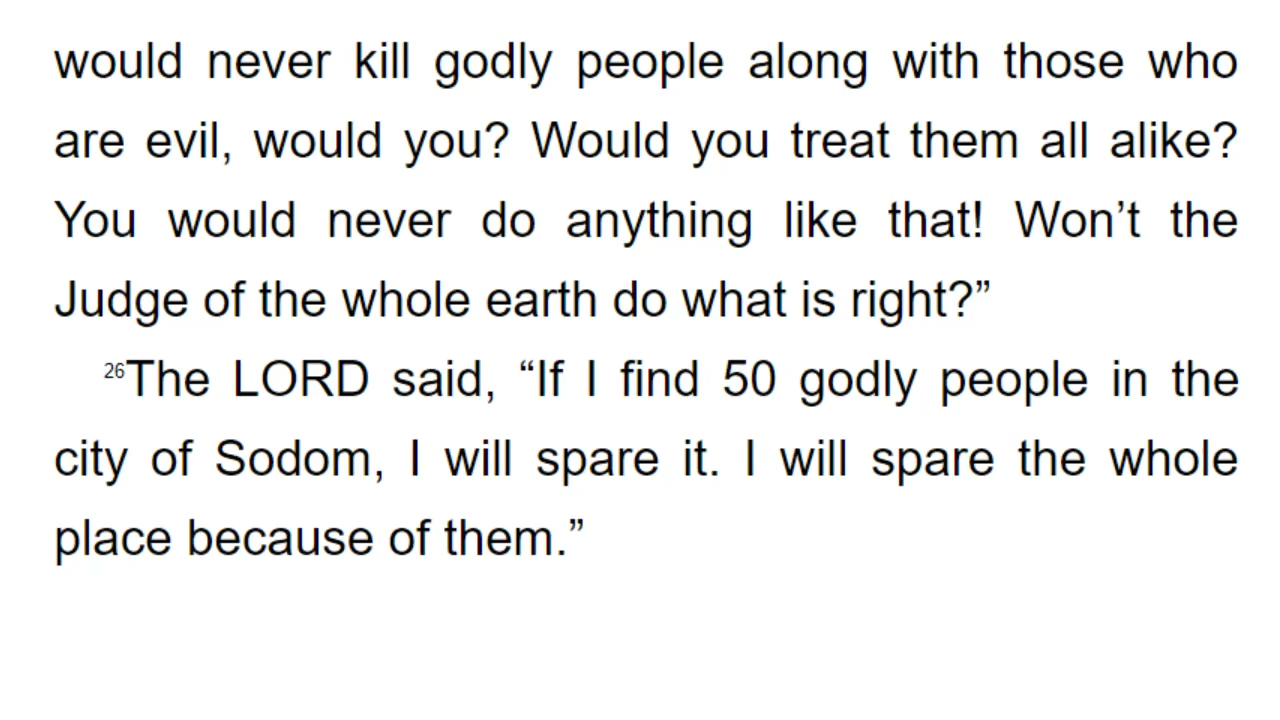 would never kill godly people along with those who
are evil, would you? Would you treat them all alike?
You would never do anything like that! Won’t the
Judge of the whole earth do what is right?”
26The LORD said, “If I find 50 godly people in the
city of Sodom, I will spare it. I will spare the whole
place because of them.”